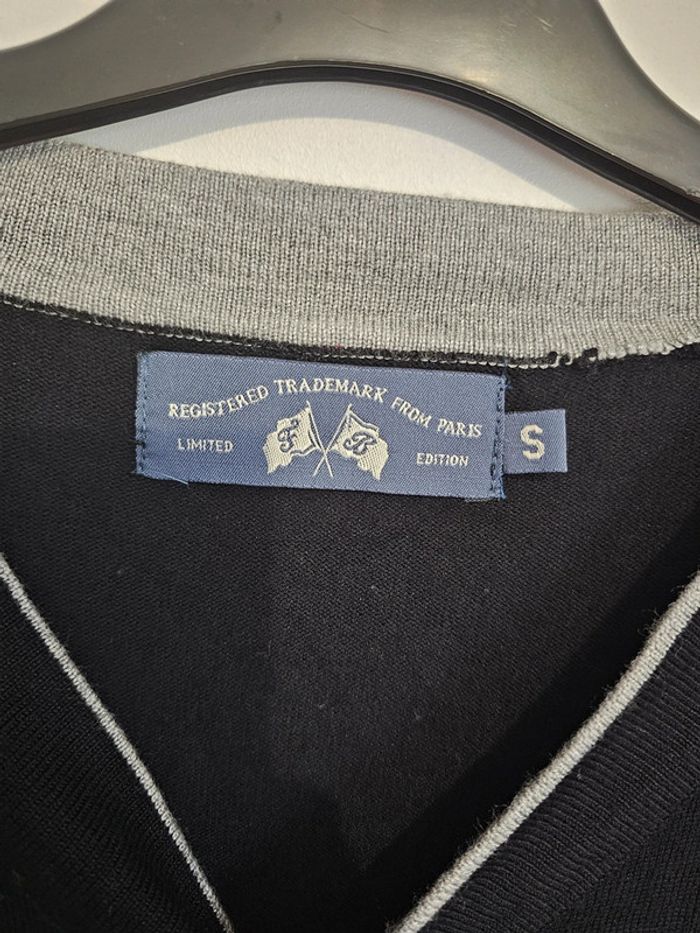 REGISTERED TRADEMARK FROM PARIS
LIMITED
F B
EDITION
S